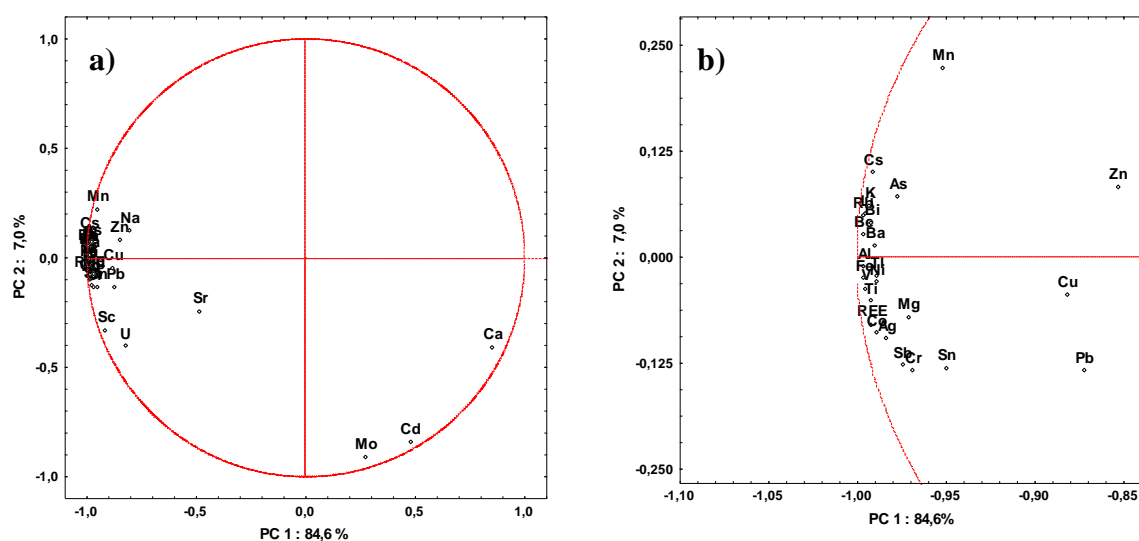 a)
1,0
0,5
0,0
-0,5
-1,0
PC 2 : 7,0 %
Mn
Cs
Na
Zn
Cu
Pb
Sr
Sc
U
Ca
Cd
Mo
-1,0
-0,5
0,0
0,5
1,0
PC 1 : 84,6 %
b)
0,250
0,125
0,000
-0,125
-0,250
PC 2 : 7,0 %
Mn
Cs
Zn
K
As
Bi
Ba
Al
Ti
Cu
Mg
REE
Co
Ag
Sb
Cr
Sn
Pb
-1,10
-1,05
-1,00
-0,95
-0,90
-0,85
PC 1 : 84,6%